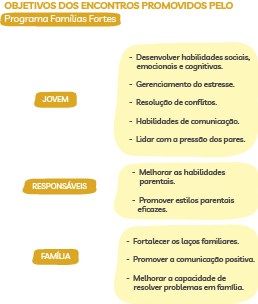 OBJETIVOS DOS ENCONTROS PROMOVIDOS PELO
Programa Famílias Fortes
JOVEM
- Desenvolver habilidades sociais,
emocionais e cognitivas.
- Gerenciamento do estresse.
- Resolução de conflitos.
- Habilidades de comunicação.
- Lidar com a pressão dos pares.
RESPONSÁVEIS
- Melhorar as habilidades
parentais.
- Promover estilos parentais
eficazes.
FAMÍLIA
- Fortalecer os laços familiares.
- Promover a comunicação positiva.
- Melhorar a capacidade de
resolver problemas em família.